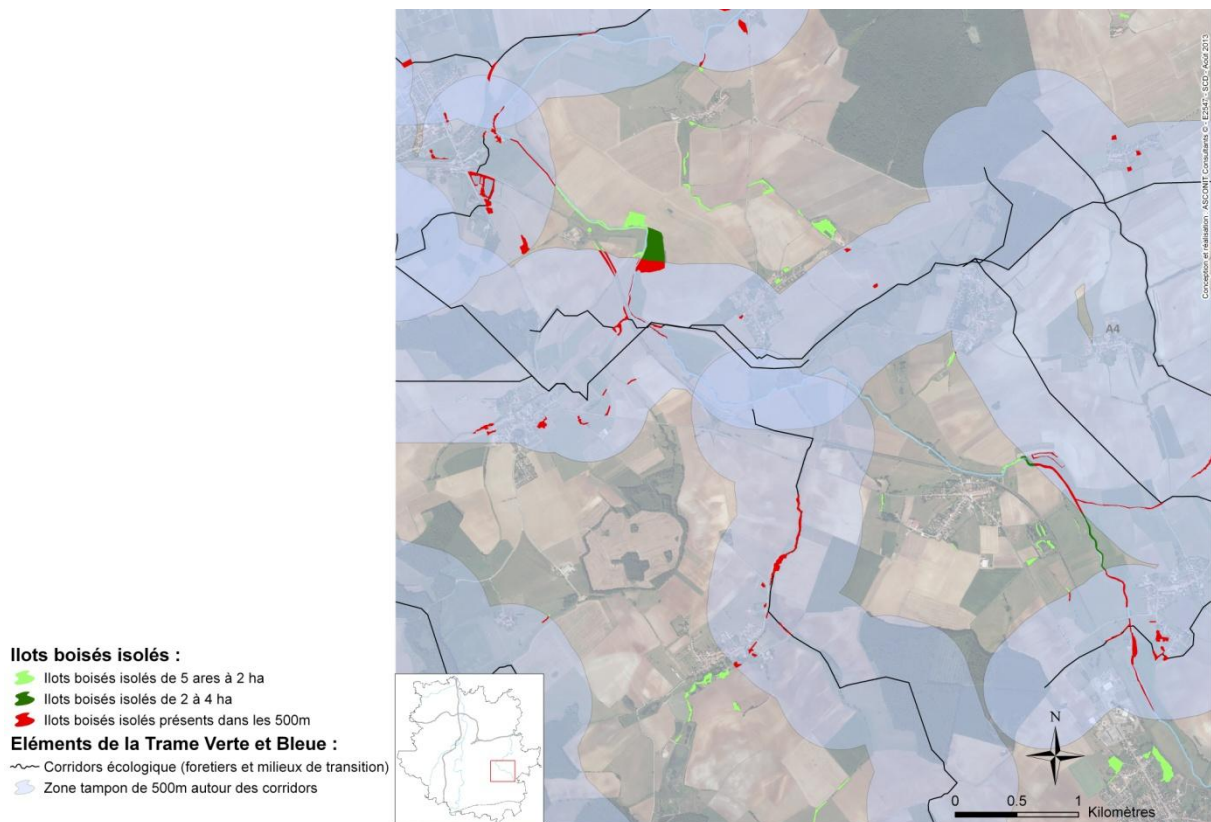 Ilots boisés isolés :
Ilots boisés isolés de 5 ares à 2 ha
Ilots boisés isolés de 2 à 4 ha
Ilots boisés isolés présents dans les 500m
Eléments de la Trame Verte et Bleue :
Corridors écologique (foretiers et milieux de transition)
Zone tampon de 500m autour des corridors
A4
N
0 0.5 1
Kilomètres
Conception et réalisation : ASCONIT Consultants © - E2547 - SCD - Aout 2013